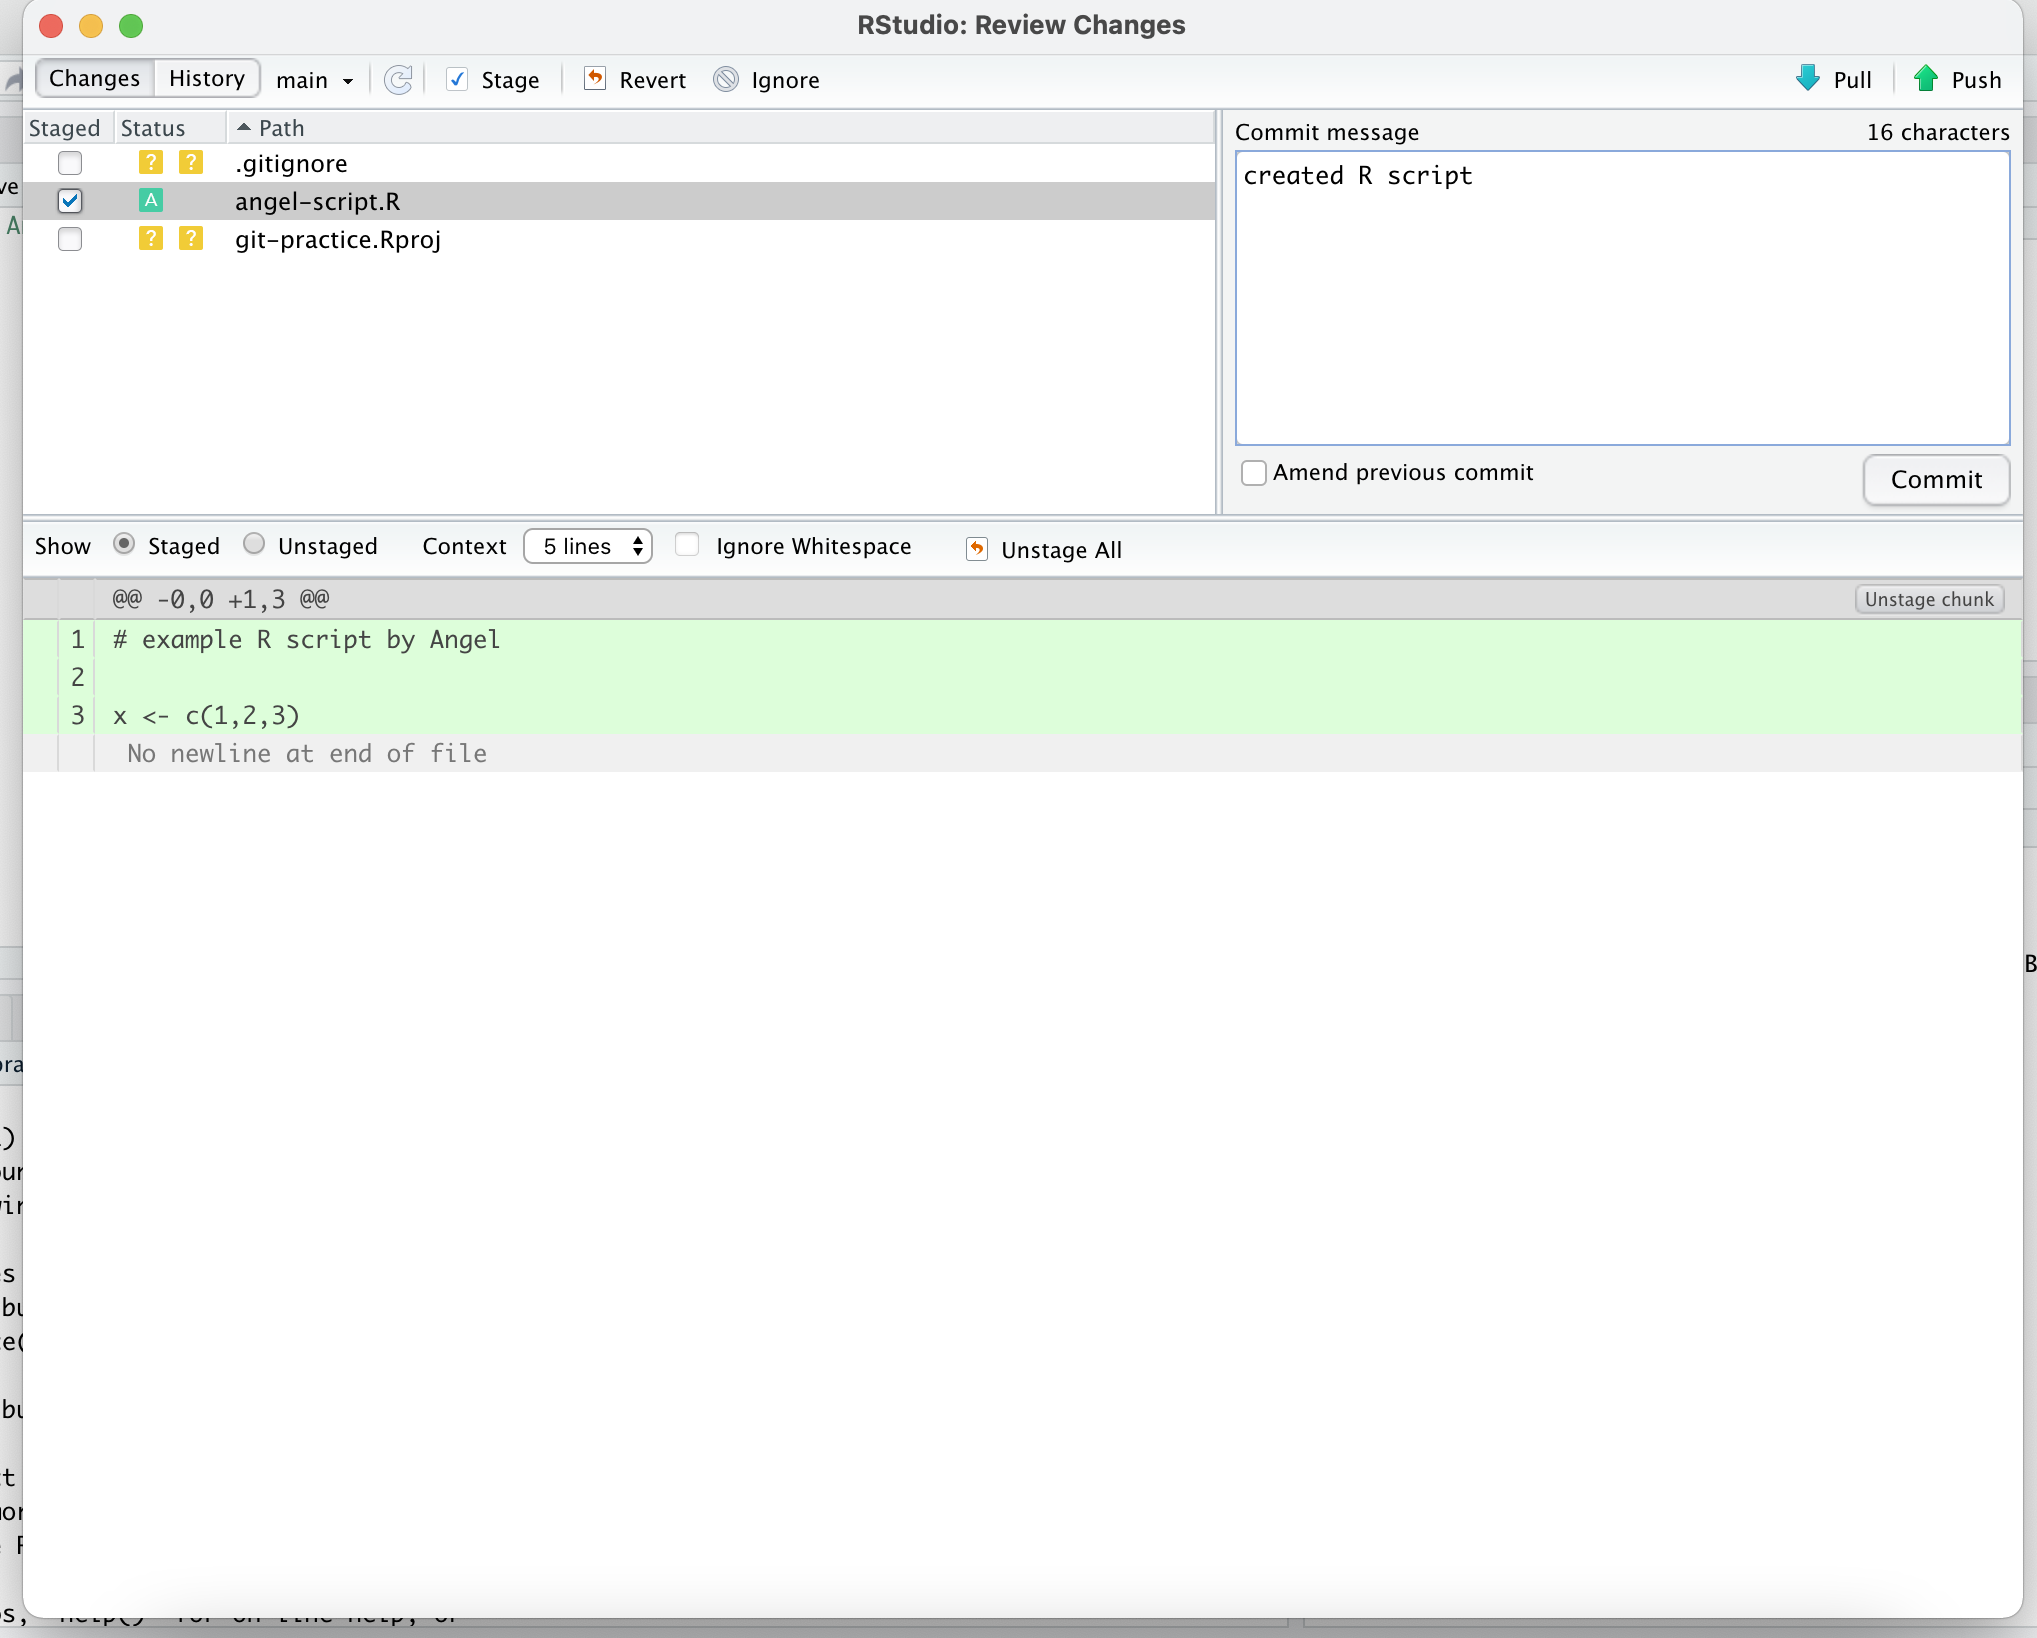 RStudio: Review Changes
Changes History main Stage Revert Ignore Pull Push
Staged Status Path
? ? .gitignore
A angel-script.R
? ? git-practice.Rproj
Commit message 16 characters
created R script
Amend previous commit Commit
Show Staged Unstaged Context 5 lines Ignore Whitespace Unstage All
@@ -0,0 +1,3 @@ Unstage chunk
1 # example R script by Angel
2
3 x <- c(1,2,3)
No newline at end of file